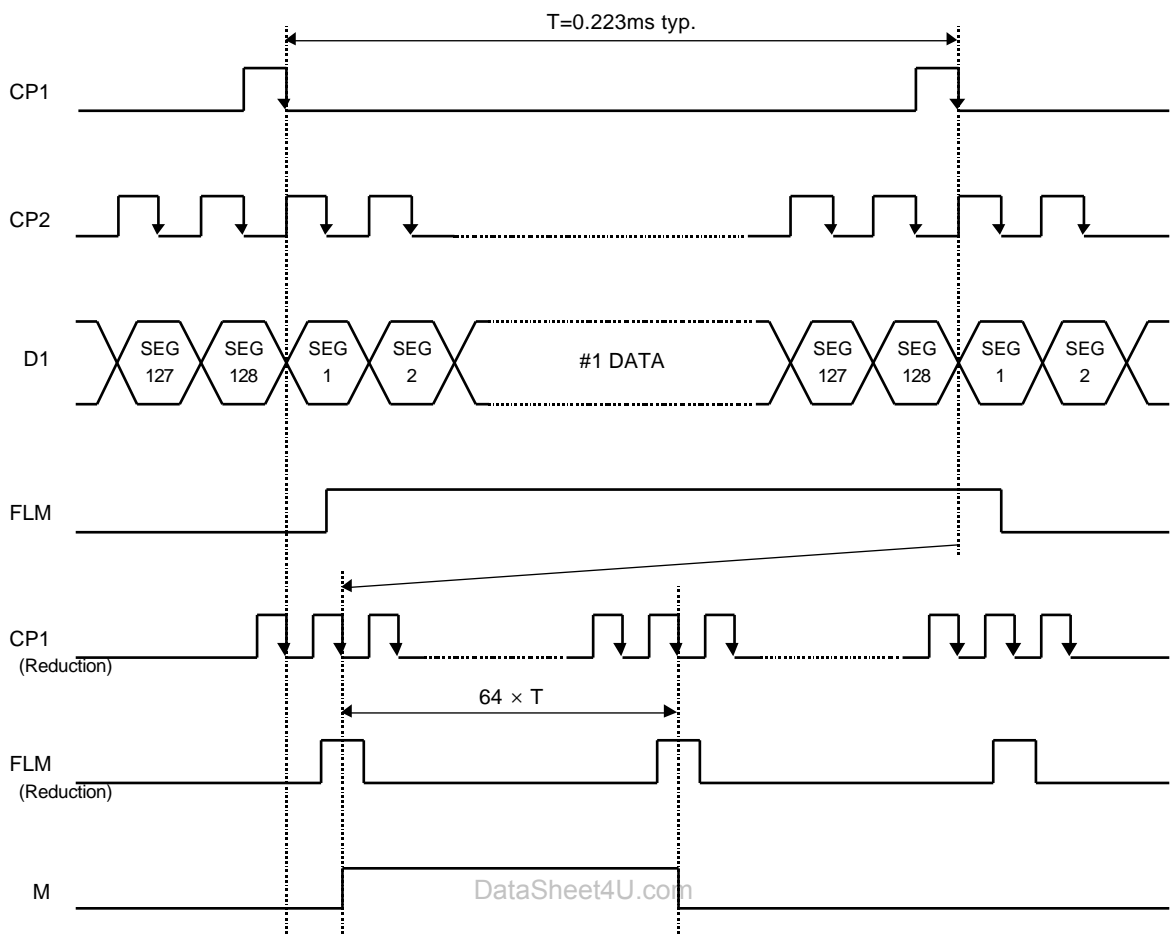 T=0.223ms typ.
CP1
CP2
D1
SEG 127
SEG 128
SEG 1
SEG 2
#1 DATA
SEG 127
SEG 128
SEG 1
SEG 2
FLM
CP1
(Reduction)
64 × T
FLM
(Reduction)
M
DataSheet4U.com